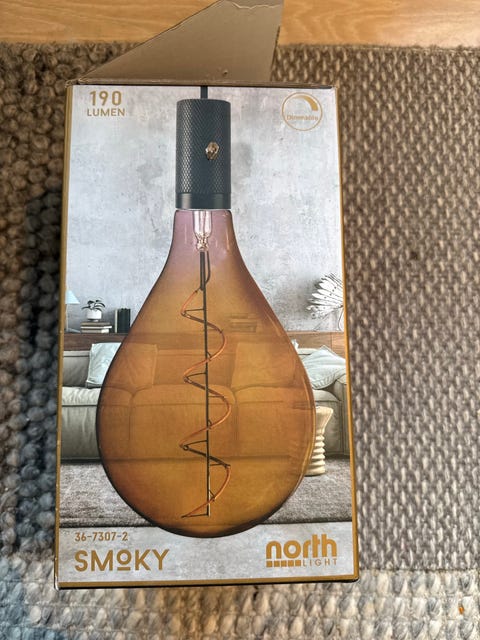 190
LUMEN
Dimmable
36-7307-2
SMOKY
north
LIGHT